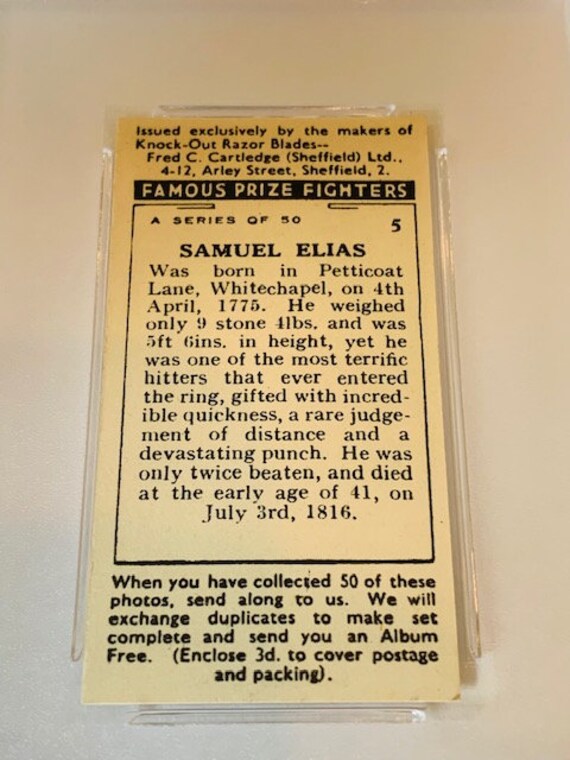 Issued exclusively by the makers of
Knock-Out Razor Blades--
Fred C. Cartledge (Sheffield) Ltd.,
4-12, Arley Street, Sheffield, 2.
FAMOUS PRIZE FIGHTERS
A SERIES OF 50 5
SAMUEL ELIAS
Was born in Petticoat
Lane, Whitechapel, on 4th
April, 1775. He weighed
only 9 stone 4lbs. and was
5ft 6ins. in height, yet he
was one of the most terrific
hitters that ever entered
the ring, gifted with incred-
ible quickness, a rare judge-
ment of distance and a
devastating punch. He was
only twice beaten, and died
at the early age of 41, on
July 3rd, 1816.
When you have collected 50 of these
photos, send along to us. We will
exchange duplicates to make set
complete and send you an Album
Free. (Enclose 3d. to cover postage
and packing).